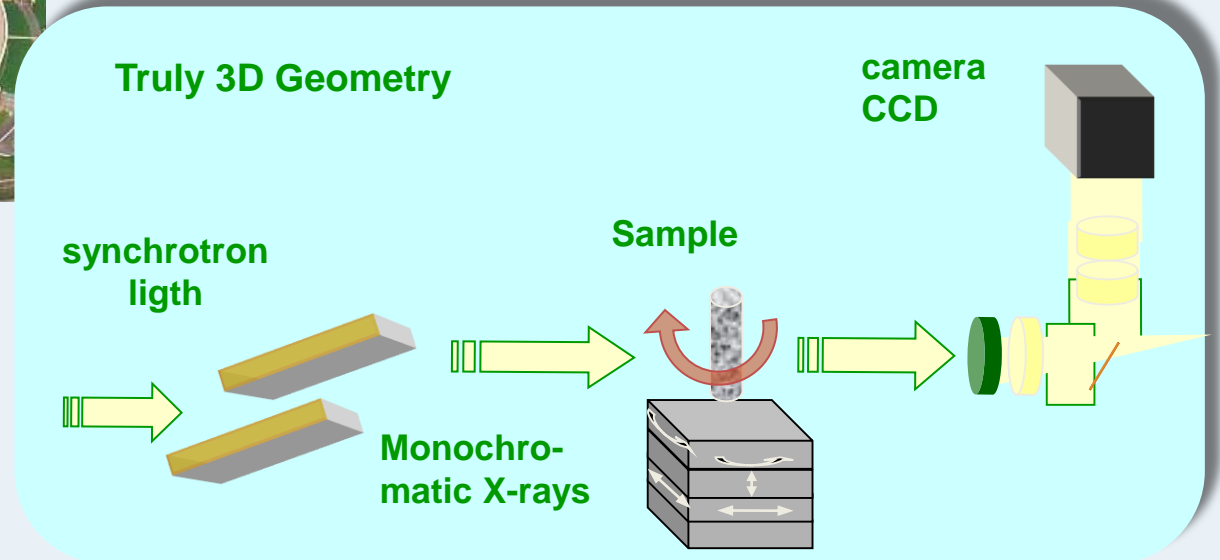 Truly 3D Geometry
camera
CCD
synchrotron
ligth
Sample
Monochro-
matic X-rays